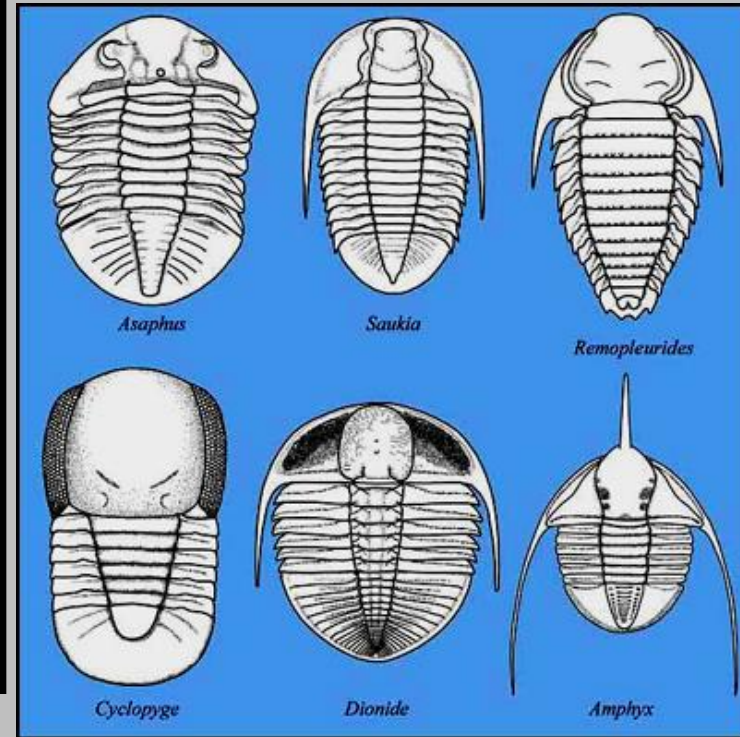 Asaphus
Saukia
Remopleurides
Cyclopyge
Dionide
Amphyx